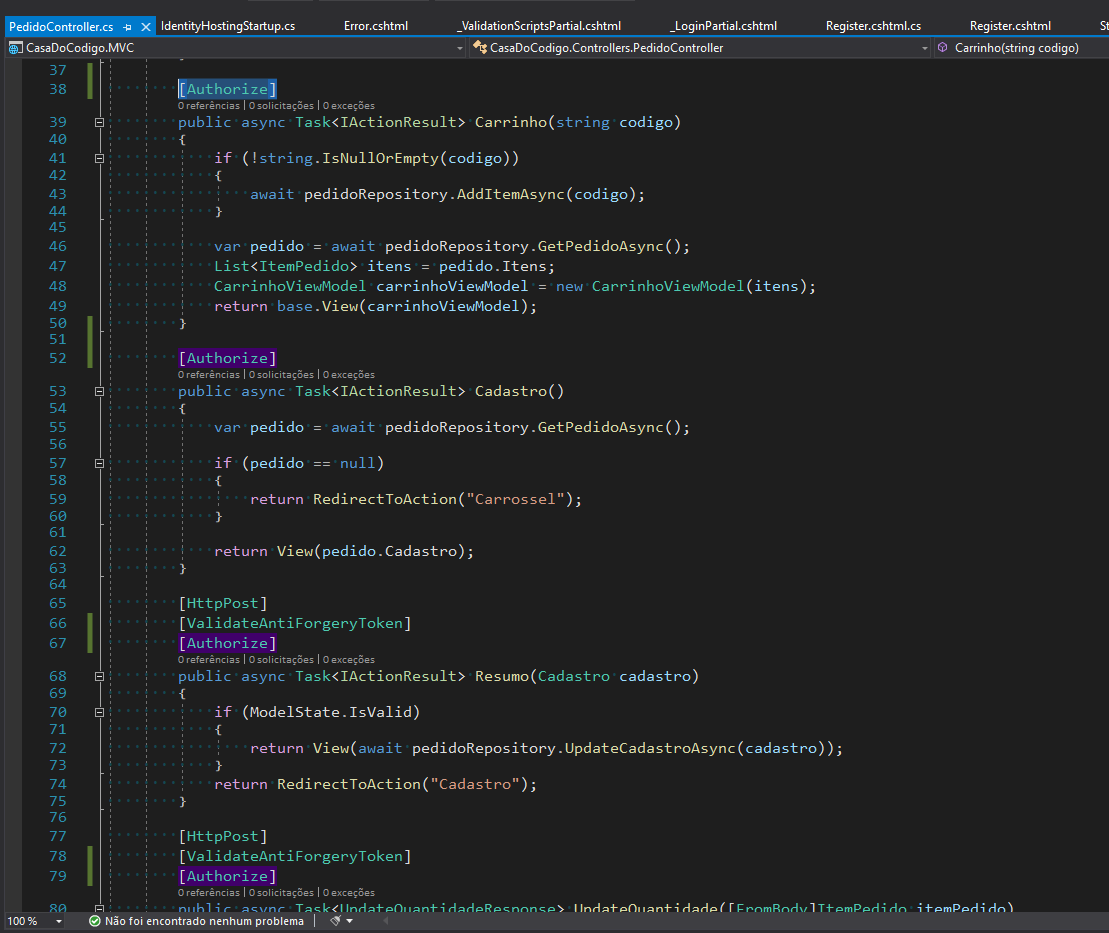 PedidoController.cs IdentityHostingStartup.cs Error.cshtml _ValidationScriptsPartial.cshtml _LoginPartial.cshtml Register.cshtml.cs Register.cshtml St
CasaDoCodigo.MVC CasaDoCodigo.Controllers.PedidoController Carrinho(string codigo)
37
38 [Authorize]
0 referências | 0 solicitações | 0 exceções
39 public async Task<IActionResult> Carrinho(string codigo)
40 {
41 if (!string.IsNullOrEmpty(codigo))
42 {
43 await pedidoRepository.AddItemAsync(codigo);
44 }
45
46 var pedido = await pedidoRepository.GetPedidoAsync();
47 List<ItemPedido> itens = pedido.Itens;
48 CarrinhoViewModel carrinhoViewModel = new CarrinhoViewModel(itens);
49 return base.View(carrinhoViewModel);
50 }
51
52 [Authorize]
0 referências | 0 solicitações | 0 exceções
53 public async Task<IActionResult> Cadastro()
54 {
55 var pedido = await pedidoRepository.GetPedidoAsync();
56
57 if (pedido == null)
58 {
59 return RedirectToAction("Carrossel");
60 }
61
62 return View(pedido.Cadastro);
63 }
64
65 [HttpPost]
66 [ValidateAntiForgeryToken]
67 [Authorize]
0 referências | 0 solicitações | 0 exceções
68 public async Task<IActionResult> Resumo(Cadastro cadastro)
69 {
70 if (ModelState.IsValid)
71 {
72 return View(await pedidoRepository.UpdateCadastroAsync(cadastro));
73 }
74 return RedirectToAction("Cadastro");
75 }
76
77 [HttpPost]
78 [ValidateAntiForgeryToken]
79 [Authorize]
0 referências | 0 solicitações | 0 exceções
80 public async Task<UpdateQuantidadeResponse> UpdateQuantidade([FromBody]ItemPedido itemPedido)
100 % Não foi encontrado nenhum problema